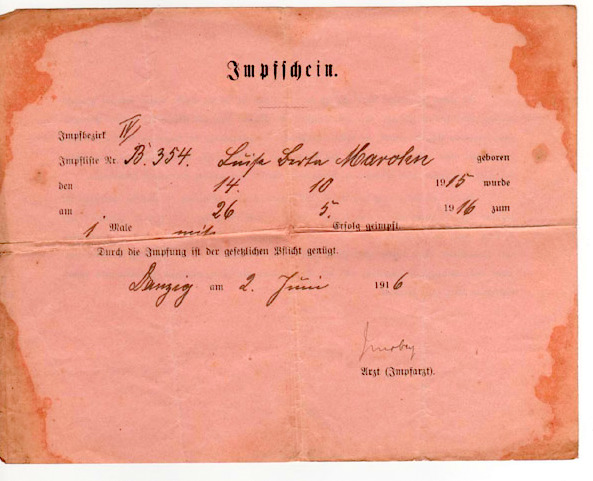 Impfschein.
Impfbezirk IV
Impfliste Nr. B. 354. Luise Berta Marohn geboren
den 14. 10 1915 wurde
am 26 5. 1916 zum
1 Male mit Erfolg geimpft
Durch die Impfung ist der gesetzlichen Pflicht genügt.
Danzig am 2. Juni 1916
Arzt (Impfarzt).